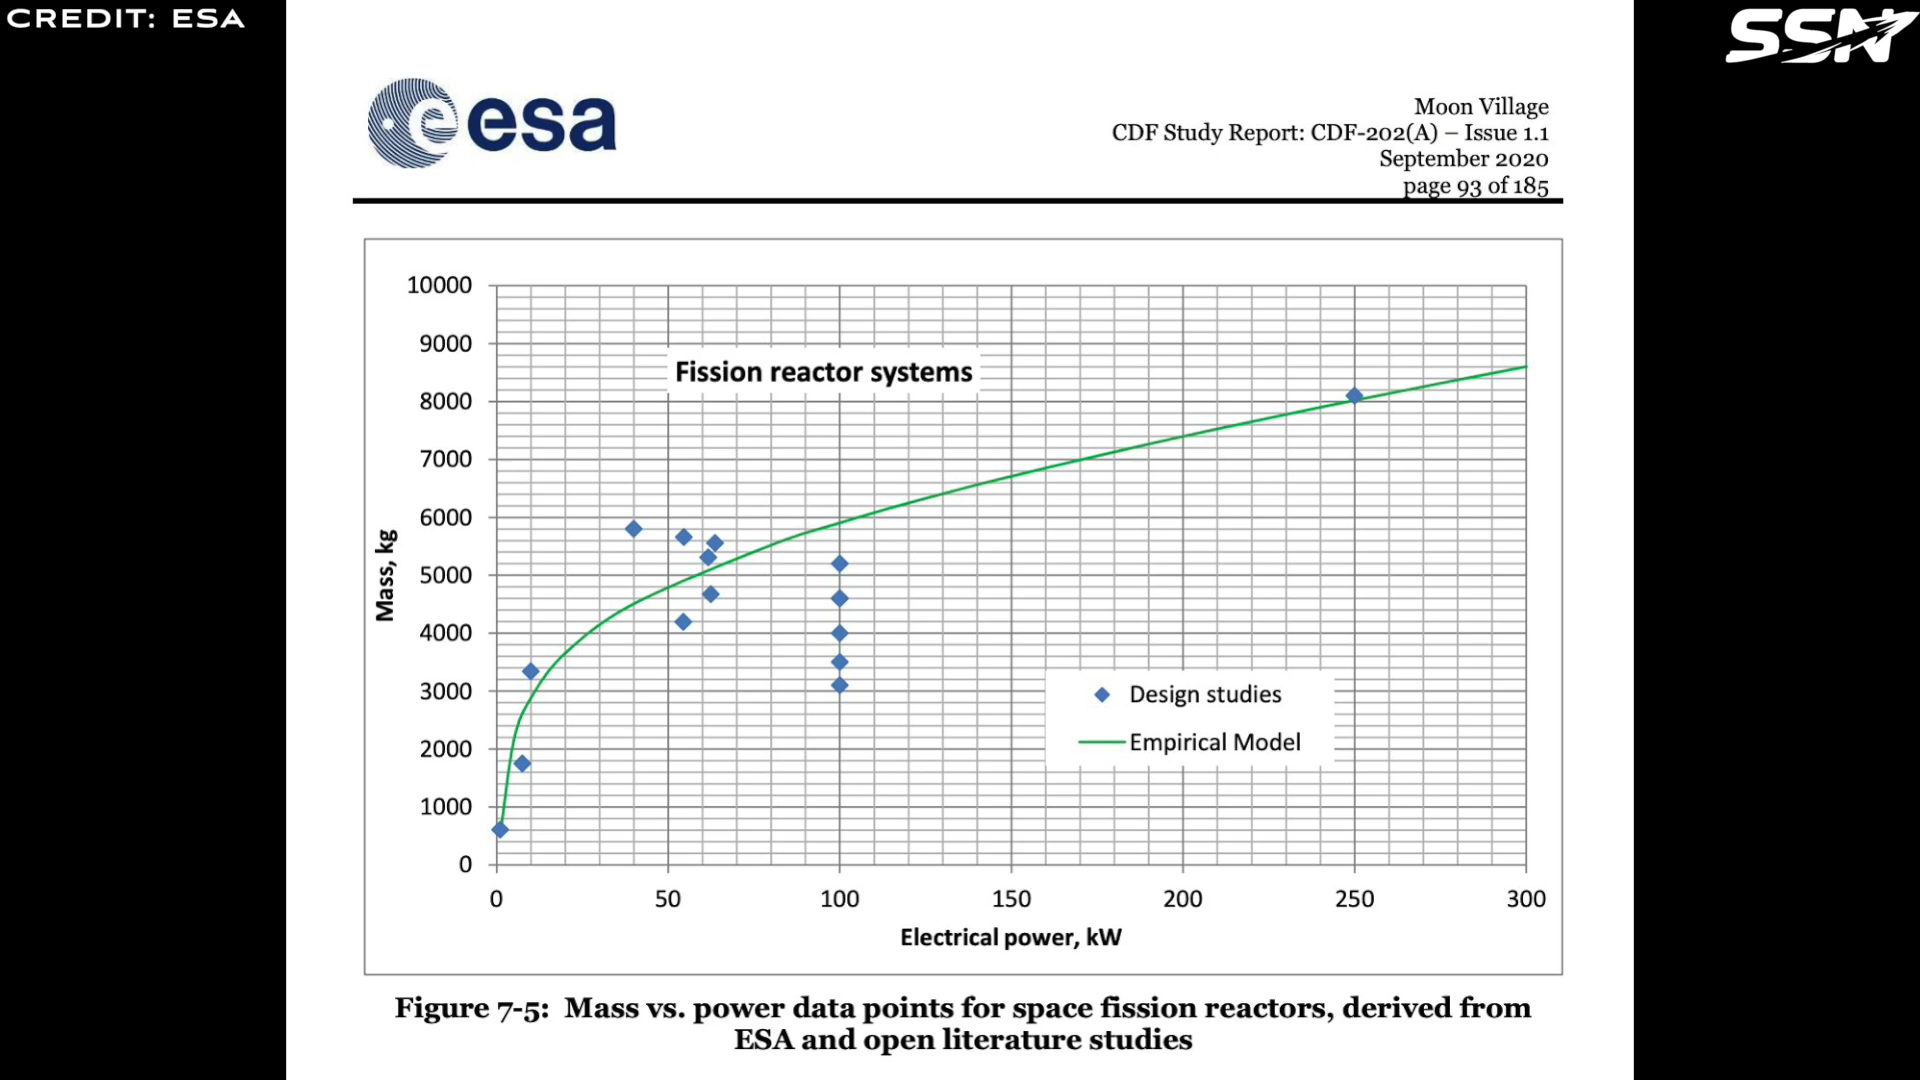 CREDIT: ESA
SSN
esa
Moon Village
CDF Study Report: CDF-202(A) – Issue 1.1
September 2020
page 93 of 185
10000
9000
8000
7000
6000
5000
4000
3000
2000
1000
0
Mass, kg
Fission reactor systems
Design studies
Empirical Model
0 50 100 150 200 250 300
Electrical power, kW
Figure 7-5: Mass vs. power data points for space fission reactors, derived from
ESA and open literature studies